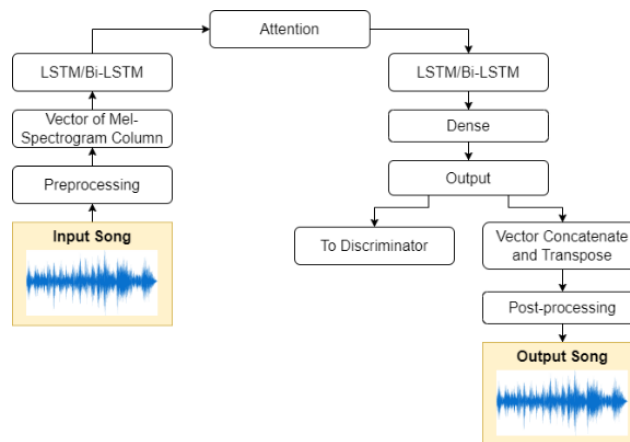 Attention
LSTM/Bi-LSTM
LSTM/Bi-LSTM
Vector of Mel-
Spectrogram Column
Dense
Preprocessing
Output
Input Song
To Discriminator
Vector Concatenate
and Transpose
Post-processing
Output Song